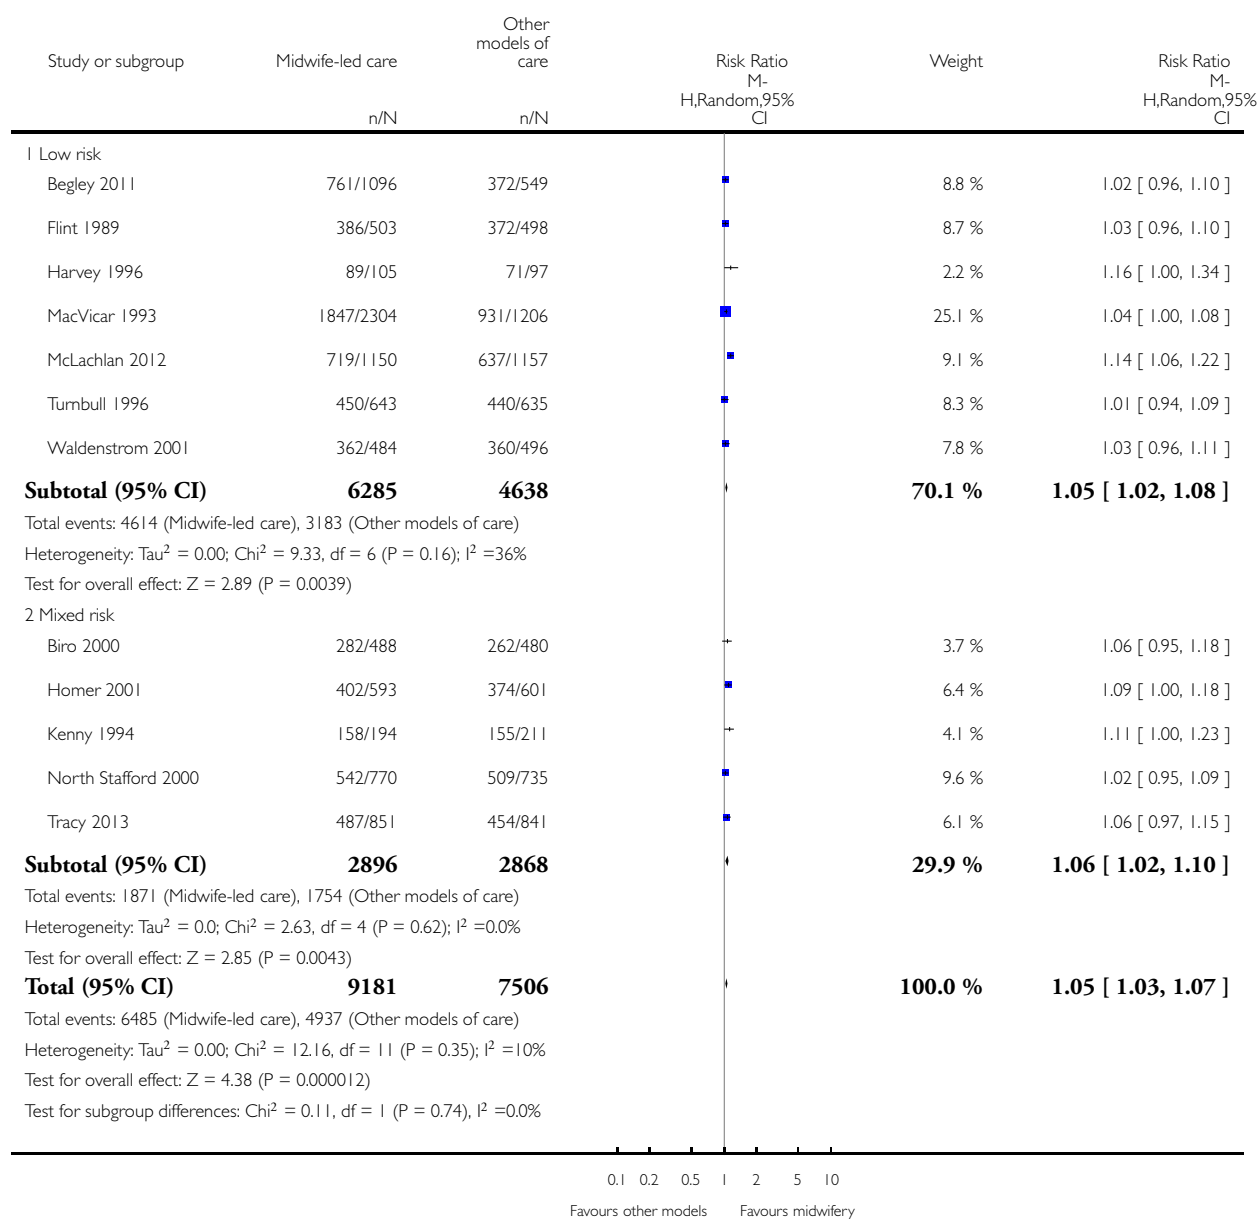 Study or subgroup Midwife-led care Other models of care Risk Ratio Weight Risk Ratio
n/N n/N M-H,Random,95% CI M-H,Random,95% CI
1 Low risk
Begley 2011 761/1096 372/549 8.8 % 1.02 [ 0.96, 1.10 ]
Flint 1989 386/503 372/498 8.7 % 1.03 [ 0.96, 1.10 ]
Harvey 1996 89/105 71/97 2.2 % 1.16 [ 1.00, 1.34 ]
MacVicar 1993 1847/2304 931/1206 25.1 % 1.04 [ 1.00, 1.08 ]
McLachlan 2012 719/1150 637/1157 9.1 % 1.14 [ 1.06, 1.22 ]
Turnbull 1996 450/643 440/635 8.3 % 1.01 [ 0.94, 1.09 ]
Waldenstrom 2001 362/484 360/496 7.8 % 1.03 [ 0.96, 1.11 ]
Subtotal (95% CI) 6285 4638 70.1 % 1.05 [ 1.02, 1.08 ]
Total events: 4614 (Midwife-led care), 3183 (Other models of care)
Heterogeneity: Tau² = 0.00; Chi² = 9.33, df = 6 (P = 0.16); I² =36%
Test for overall effect: Z = 2.89 (P = 0.0039)
2 Mixed risk
Biro 2000 282/488 262/480 3.7 % 1.06 [ 0.95, 1.18 ]
Homer 2001 402/593 374/601 6.4 % 1.09 [ 1.00, 1.18 ]
Kenny 1994 158/194 155/211 4.1 % 1.11 [ 1.00, 1.23 ]
North Stafford 2000 542/770 509/735 9.6 % 1.02 [ 0.95, 1.09 ]
Tracy 2013 487/851 454/841 6.1 % 1.06 [ 0.97, 1.15 ]
Subtotal (95% CI) 2896 2868 29.9 % 1.06 [ 1.02, 1.10 ]
Total events: 1871 (Midwife-led care), 1754 (Other models of care)
Heterogeneity: Tau² = 0.0; Chi² = 2.63, df = 4 (P = 0.62); I² =0.0%
Test for overall effect: Z = 2.85 (P = 0.0043)
Total (95% CI) 9181 7506 100.0 % 1.05 [ 1.03, 1.07 ]
Total events: 6485 (Midwife-led care), 4937 (Other models of care)
Heterogeneity: Tau² = 0.00; Chi² = 12.16, df = 11 (P = 0.35); I² =10%
Test for overall effect: Z = 4.38 (P = 0.000012)
Test for subgroup differences: Chi² = 0.11, df = 1 (P = 0.74), I² =0.0%
0.1 0.2 0.5 1 2 5 10
Favours other models Favours midwifery